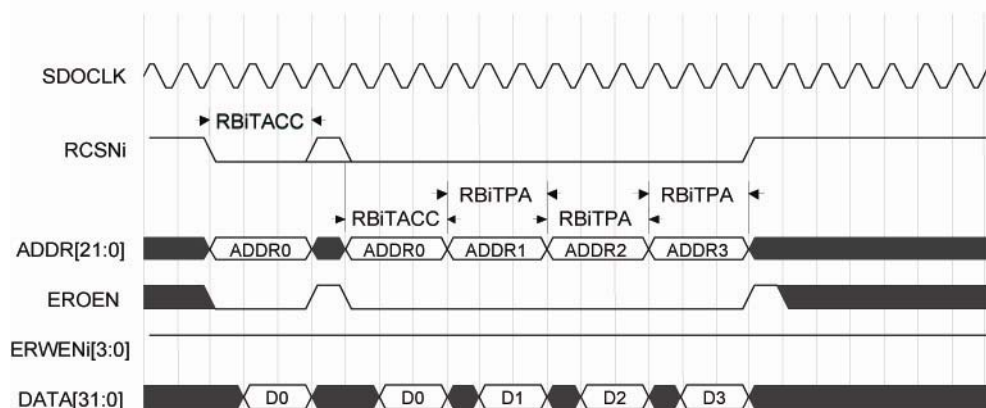 SDOCLK
RBiTACC
RCSNi
RBiTPA RBiTPA
RBiTACC RBiTPA
ADDR[21:0] ADDR0 ADDR0 ADDR1 ADDR2 ADDR3
EROEN
ERWENi[3:0]
DATA[31:0] D0 D0 D1 D2 D3